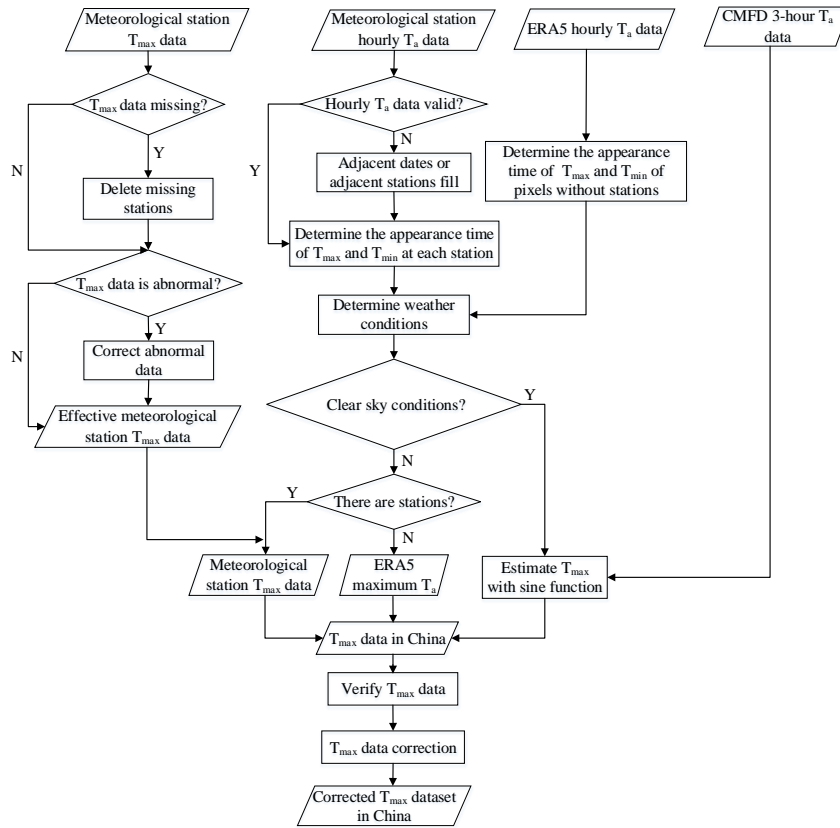 Meteorological station
Tmax data
Meteorological station
hourly Ta data
ERA5 hourly Ta data
CMFD 3-hour Ta
data
Tmax data missing?
Hourly Ta data valid?
N
Y
Y
N
Delete missing
stations
Adjacent dates or
adjacent stations fill
Determine the appearance
time of Tmax and Tmin of
pixels without stations
Determine the appearance time
of Tmax and Tmin at each station
Tmax data is abnormal?
Determine weather
conditions
N
Y
Correct abnormal
data
Clear sky conditions?
Y
Effective meteorological
station Tmax data
N
Y
There are stations?
N
Meteorological
station Tmax data
ERA5
maximum Ta
Estimate Tmax
with sine function
Tmax data in China
Verify Tmax data
Tmax data correction
Corrected Tmax dataset
in China